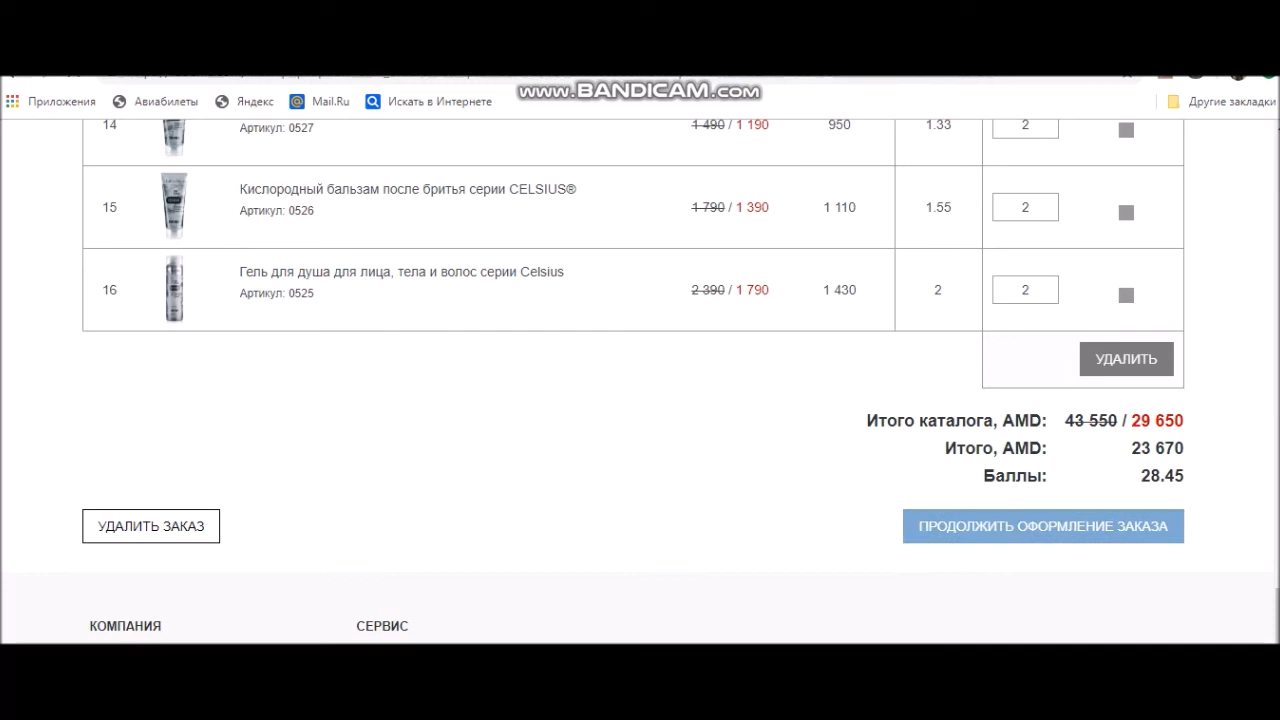 www.BANDICAM.com
Приложения Авиабилеты Яндекс Mail.Ru Искать в Интернете Другие закладки
14 Артикул: 0527 1 490 / 1 190 950 1.33 2
Кислородный бальзам после бритья серии CELSIUS®
15 Артикул: 0526 1 790 / 1 390 1 110 1.55 2
Гель для душа для лица, тела и волос серии Celsius
16 Артикул: 0525 2 390 / 1 790 1 430 2 2
УДАЛИТЬ
Итого каталога, AMD: 43 550 / 29 650
Итого, AMD: 23 670
Баллы: 28.45
УДАЛИТЬ ЗАКАЗ ПРОДОЛЖИТЬ ОФОРМЛЕНИЕ ЗАКАЗА
КОМПАНИЯ СЕРВИС